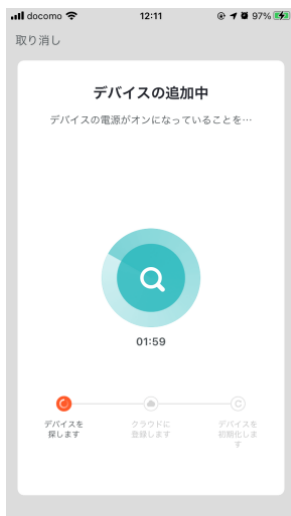 docomo 12:11 97%
取り消し
デバイスの追加中
デバイスの電源がオンになっていることを…
01:59
デバイスを クラウドに デバイスを
探します 登録します 初期化しま
す